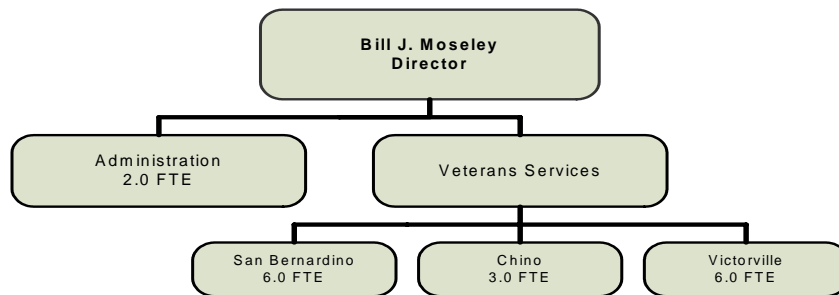 Bill J. Moseley
Director
Administration
2.0 FTE
Veterans Services
San Bernardino
6.0 FTE
Chino
3.0 FTE
Victorville
6.0 FTE